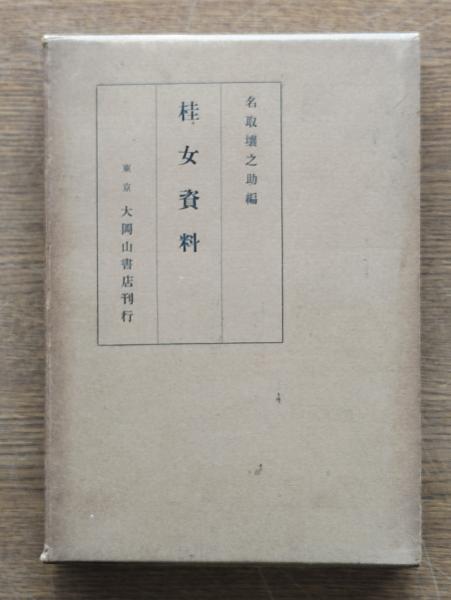 名取壤之助編
桂女資料
東京 大岡山書店刊行